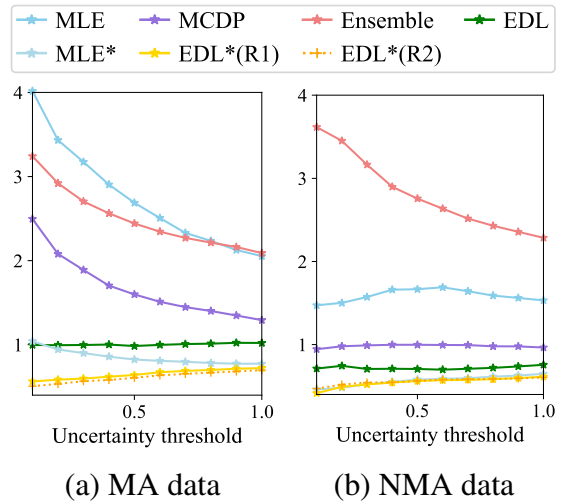 MLE MCDP Ensemble EDL
MLE* EDL*(R1) EDL*(R2)
4 4
3 3
2 2
1 1
0.5 1.0 0.5 1.0
Uncertainty threshold Uncertainty threshold
(a) MA data (b) NMA data